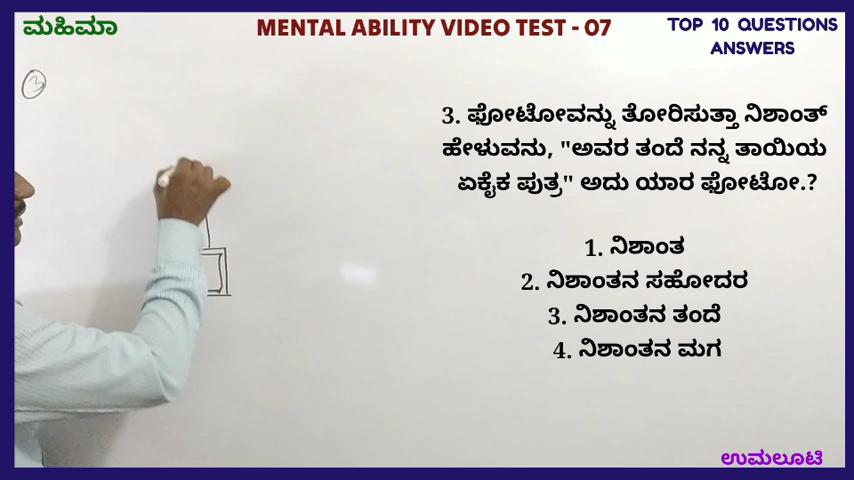 ಮಹಿಮಾ
MENTAL ABILITY VIDEO TEST - 07
TOP 10 QUESTIONS
ANSWERS
3
3. ಫೋಟೋವನ್ನು ತೋರಿಸುತ್ತಾ ನಿಶಾಂತ್
ಹೇಳುವನು, "ಅವರ ತಂದೆ ನನ್ನ ತಾಯಿಯ
ಏಕೈಕ ಪುತ್ರ" ಅದು ಯಾರ ಫೋಟೋ.?
1. ನಿಶಾಂತ
2. ನಿಶಾಂತನ ಸಹೋದರ
3. ನಿಶಾಂತನ ತಂದೆ
4. ನಿಶಾಂತನ ಮಗ
ಉಮಲೂಟಿ